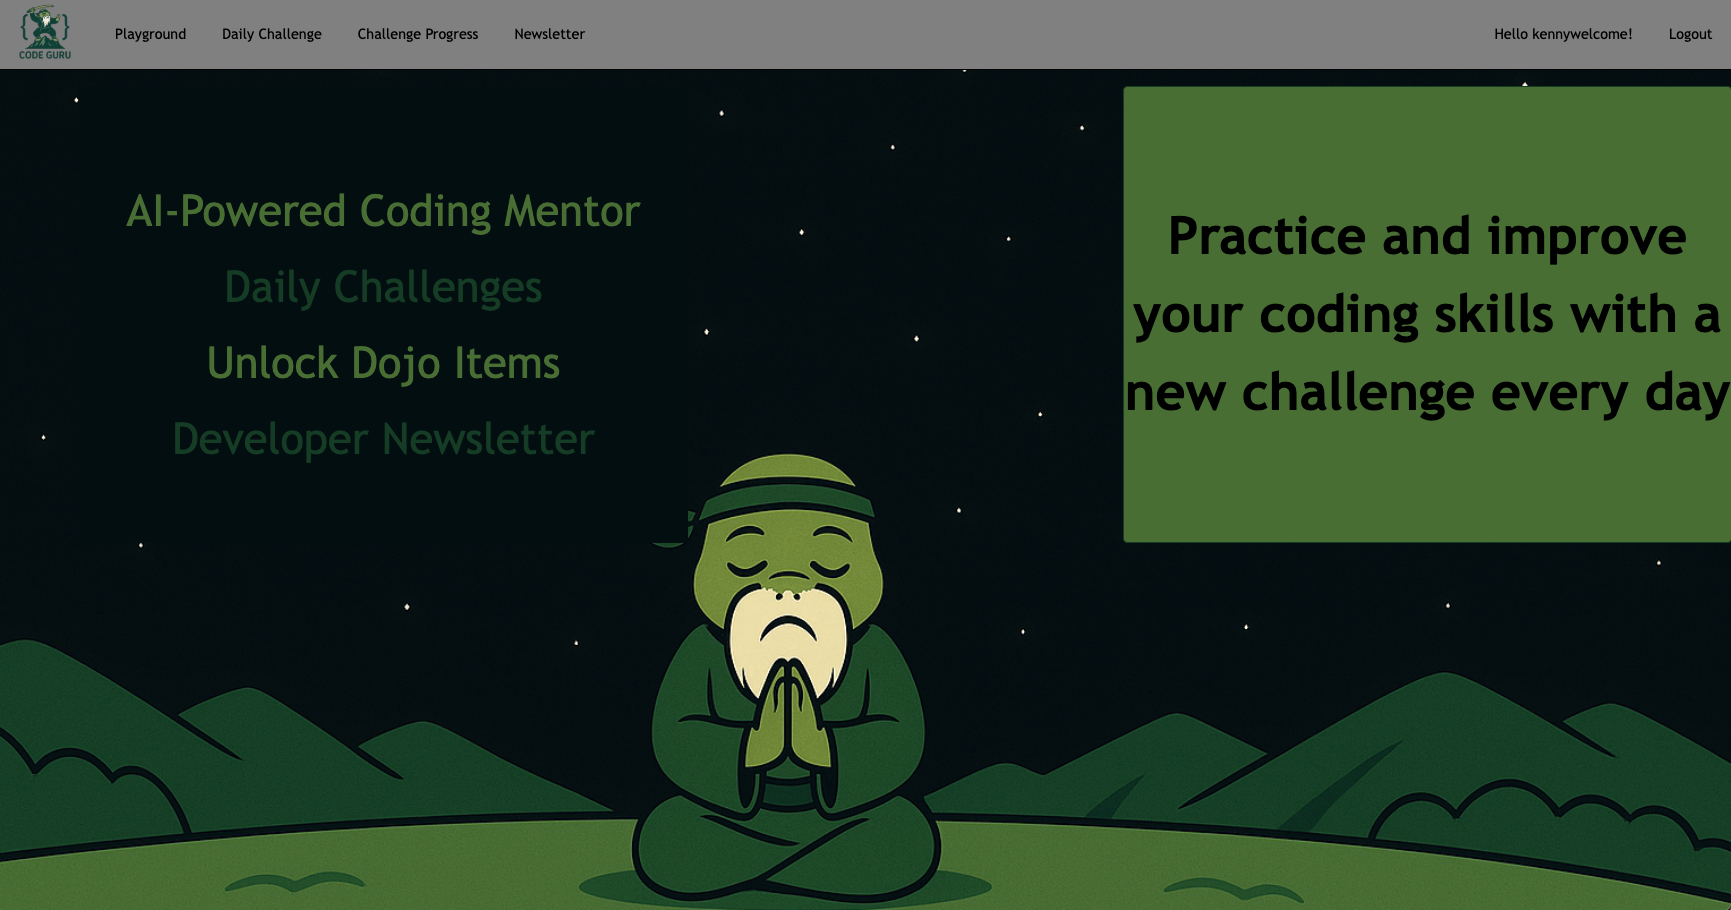 CODE GURU
Playground
Daily Challenge
Challenge Progress
Newsletter
Hello kennywelcome!
Logout
AI-Powered Coding Mentor
Daily Challenges
Unlock Dojo Items
Developer Newsletter
Practice and improve
your coding skills with a
new challenge every day